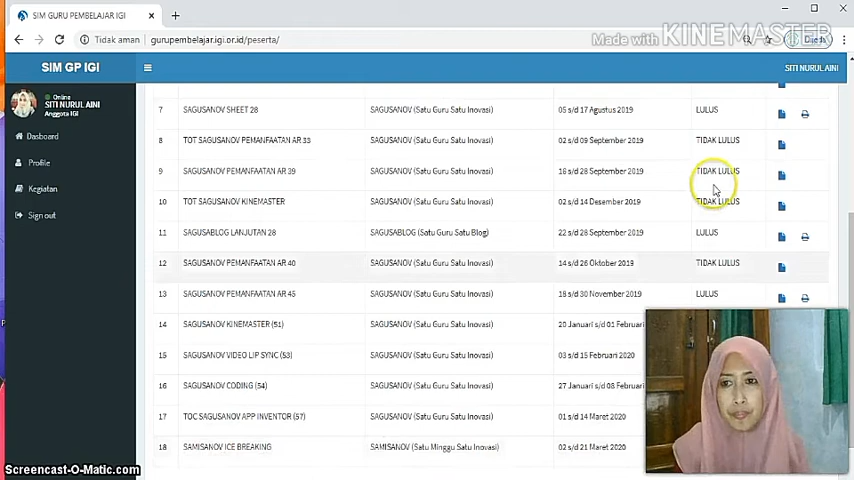 SIM GURU PEMBELAJAR IGI
Tidak aman gurupembelajar.igi.or.id/peserta/
Made with KINEMASTER
SIM GP IGI
SITI NURUL AINI
Online
SITI NURUL AINI
Anggota IGI
Dasboard
Profile
Kegiatan
Sign out
7 SAGUSANOV SHEET 28 SAGUSANOV (Satu Guru Satu Inovasi) 05 s/d 17 Agustus 2019 LULUS
8 TOT SAGUSANOV PEMANFAATAN AR 33 SAGUSANOV (Satu Guru Satu Inovasi) 02 s/d 09 September 2019 TIDAK LULUS
9 SAGUSANOV PEMANFAATAN AR 39 SAGUSANOV (Satu Guru Satu Inovasi) 16 s/d 28 September 2019 TIDAK LULUS
10 TOT SAGUSANOV KINEMASTER SAGUSANOV (Satu Guru Satu Inovasi) 02 s/d 14 Desember 2019 TIDAK LULUS
11 SAGUSABLOG LANJUTAN 28 SAGUSABLOG (Satu Guru Satu Blog) 22 s/d 28 September 2019 LULUS
12 SAGUSANOV PEMANFAATAN AR 40 SAGUSANOV (Satu Guru Satu Inovasi) 14 s/d 26 Oktober 2019 TIDAK LULUS
13 SAGUSANOV PEMANFAATAN AR 45 SAGUSANOV (Satu Guru Satu Inovasi) 18 s/d 30 November 2019 LULUS
14 SAGUSANOV KINEMASTER (51) SAGUSANOV (Satu Guru Satu Inovasi) 20 Januari s/d 01 Februari
15 SAGUSANOV VIDEO LIP SYNC (53) SAGUSANOV (Satu Guru Satu Inovasi) 03 s/d 15 Februari 2020
16 SAGUSANOV CODING (54) SAGUSANOV (Satu Guru Satu Inovasi) 27 Januari s/d 08 Februari
17 TOC SAGUSANOV APP INVENTOR (57) SAGUSANOV (Satu Guru Satu Inovasi) 01 s/d 14 Maret 2020
18 SAMISANOV ICE BREAKING SAMISANOV (Satu Minggu Satu Inovasi) 02 s/d 21 Maret 2020
Screencast-O-Matic.com